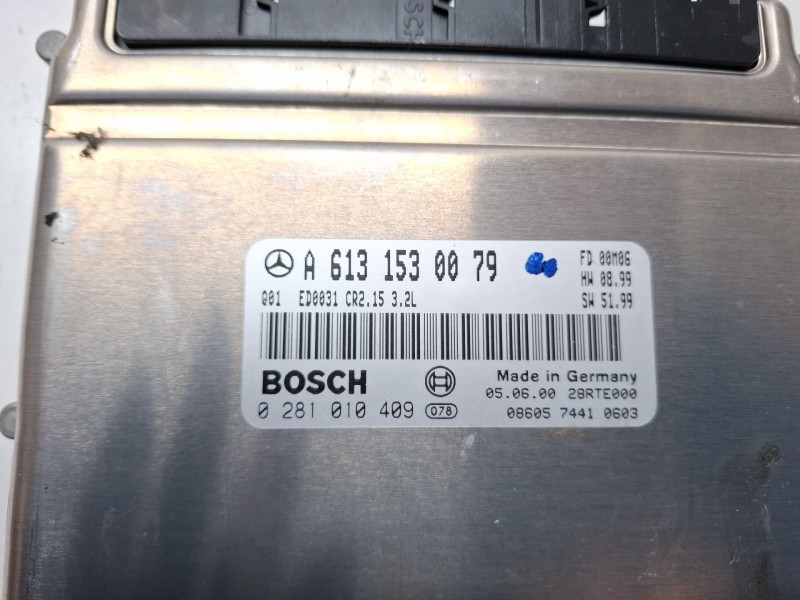 A 613 153 00 79
FD 00M06
HW 08.99
Q01 ED0031 CR2.15 3.2L
SW 51.99
BOSCH
Made in Germany
05.06.00 28RTE000
0 281 010 409 078
08605 7441 0603